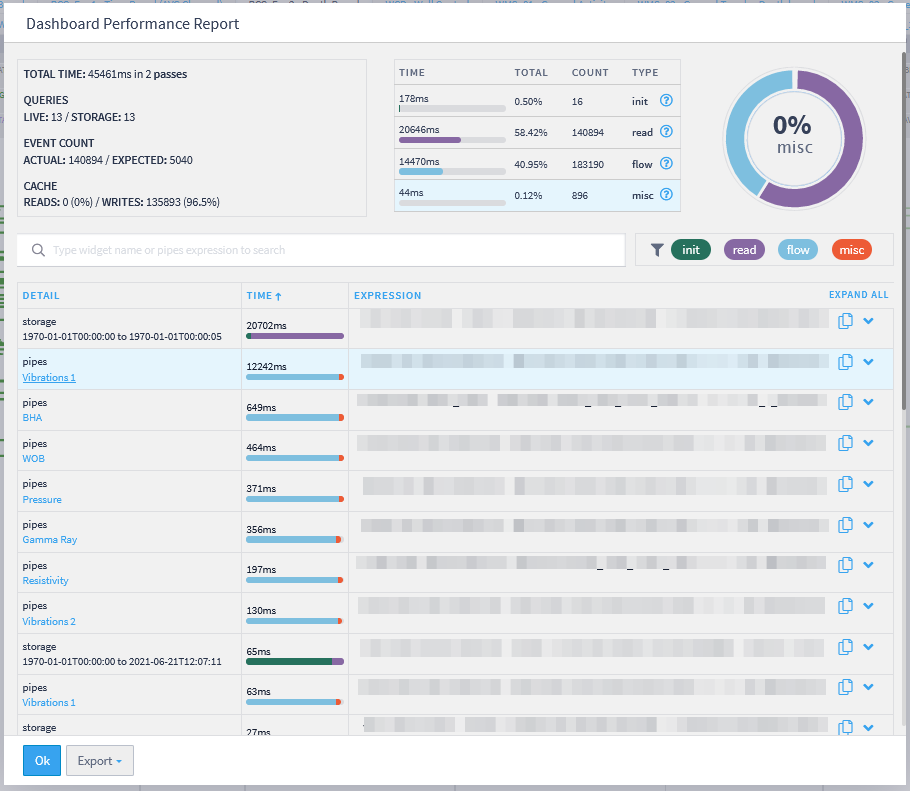 Dashboard Performance Report
TOTAL TIME: 45461ms in 2 passes
QUERIES
LIVE: 13 / STORAGE: 13
EVENT COUNT
ACTUAL: 140894 / EXPECTED: 5040
CACHE
READS: 0 (0%) / WRITES: 135893 (96.5%)
TIME TOTAL COUNT TYPE
178ms 0.50% 16 init ?
20646ms 58.42% 140894 read ?
14470ms 40.95% 183190 flow ?
44ms 0.12% 896 misc ?
0%
misc
Type widget name or pipes expression to search
init read flow misc
DETAIL TIME ↑ EXPRESSION EXPAND ALL
storage
1970-01-01T00:00:00 to 1970-01-01T00:00:05
20702ms
pipes
Vibrations 1
12242ms
pipes
BHA
649ms
pipes
WOB
464ms
pipes
Pressure
371ms
pipes
Gamma Ray
356ms
pipes
Resistivity
197ms
pipes
Vibrations 2
130ms
storage
1970-01-01T00:00:00 to 2021-06-21T12:07:11
65ms
pipes
Vibrations 1
63ms
storage
27ms
Ok Export